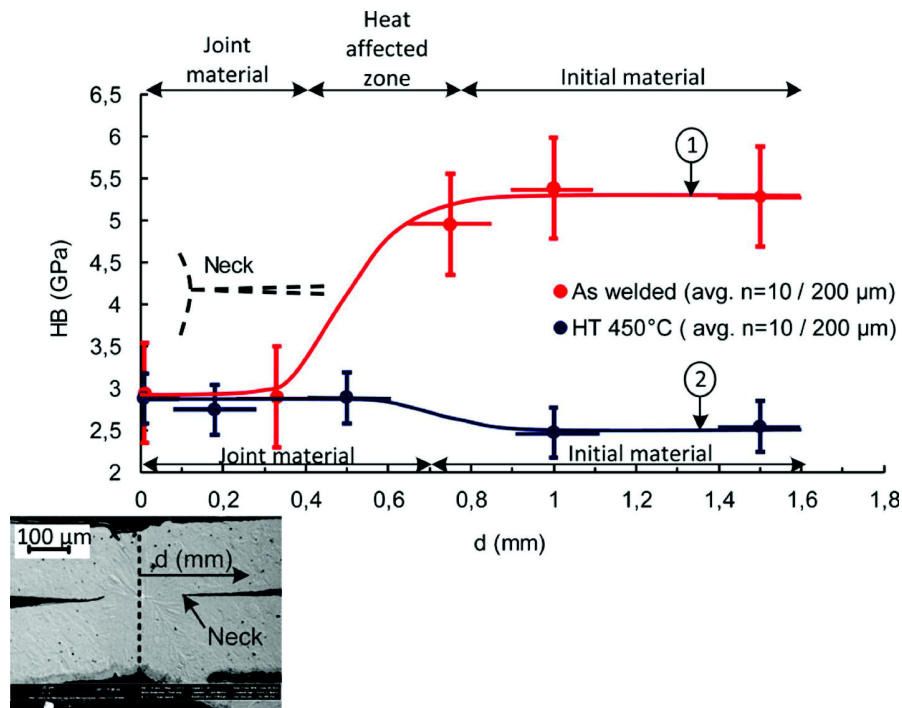 Joint
material
Heat
affected
zone
Initial material
6,5
6
5,5
5
4,5
4
3,5
3
2,5
2
HB (GPa)
1
Neck
As welded (avg. n=10 / 200 µm)
HT 450°C ( avg. n=10 / 200 µm)
2
Joint material
Initial material
0
0,2
0,4
0,6
0,8
1
1,2
1,4
1,6
1,8
d (mm)
100 µm
d (mm)
Neck